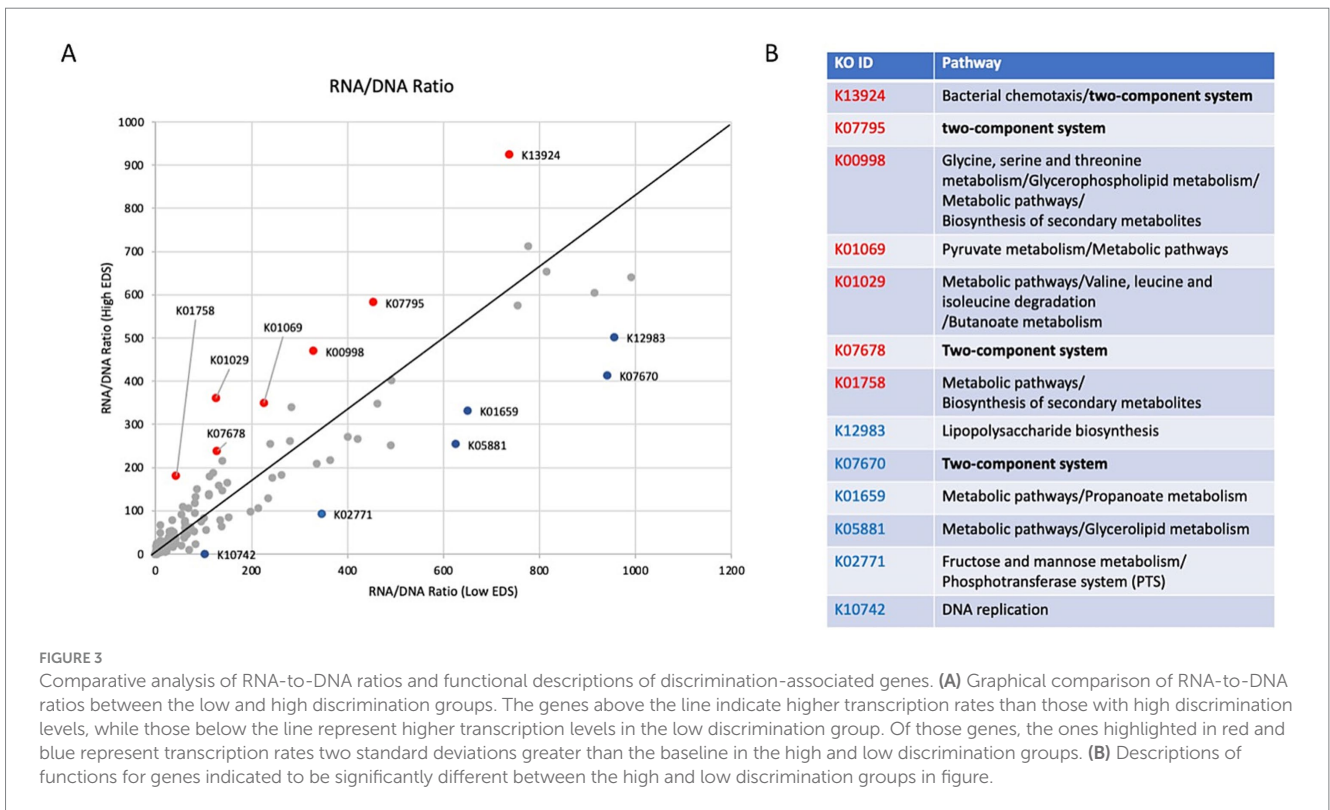 A
RNA/DNA Ratio
RNA/DNA Ratio (High EDS)
1000
900
800
700
600
500
400
300
200
100
0
0
200
400
600
800
1000
1200
RNA/DNA Ratio (Low EDS)
K13924
K07795
K01758
K01069
K12983
K00998
K01029
K07670
K01659
K07678
K05881
K02771
K10742
B
KO ID Pathway
K13924 Bacterial chemotaxis/two-component system
K07795 two-component system
K00998 Glycine, serine and threonine
metabolism/Glycerophospholipid metabolism/
Metabolic pathways/
Biosynthesis of secondary metabolites
K01069 Pyruvate metabolism/Metabolic pathways
K01029 Metabolic pathways/Valine, leucine and
isoleucine degradation
/Butanoate metabolism
K07678 Two-component system
K01758 Metabolic pathways/
Biosynthesis of secondary metabolites
K12983 Lipopolysaccharide biosynthesis
K07670 Two-component system
K01659 Metabolic pathways/Propanoate metabolism
K05881 Metabolic pathways/Glycerolipid metabolism
K02771 Fructose and mannose metabolism/
Phosphotransferase system (PTS)
K10742 DNA replication
FIGURE 3
Comparative analysis of RNA-to-DNA ratios and functional descriptions of discrimination-associated genes. (A) Graphical comparison of RNA-to-DNA
ratios between the low and high discrimination groups. The genes above the line indicate higher transcription rates than those with high discrimination
levels, while those below the line represent higher transcription levels in the low discrimination group. Of those genes, the ones highlighted in red and
blue represent transcription rates two standard deviations greater than the baseline in the high and low discrimination groups. (B) Descriptions of
functions for genes indicated to be significantly different between the high and low discrimination groups in figure.